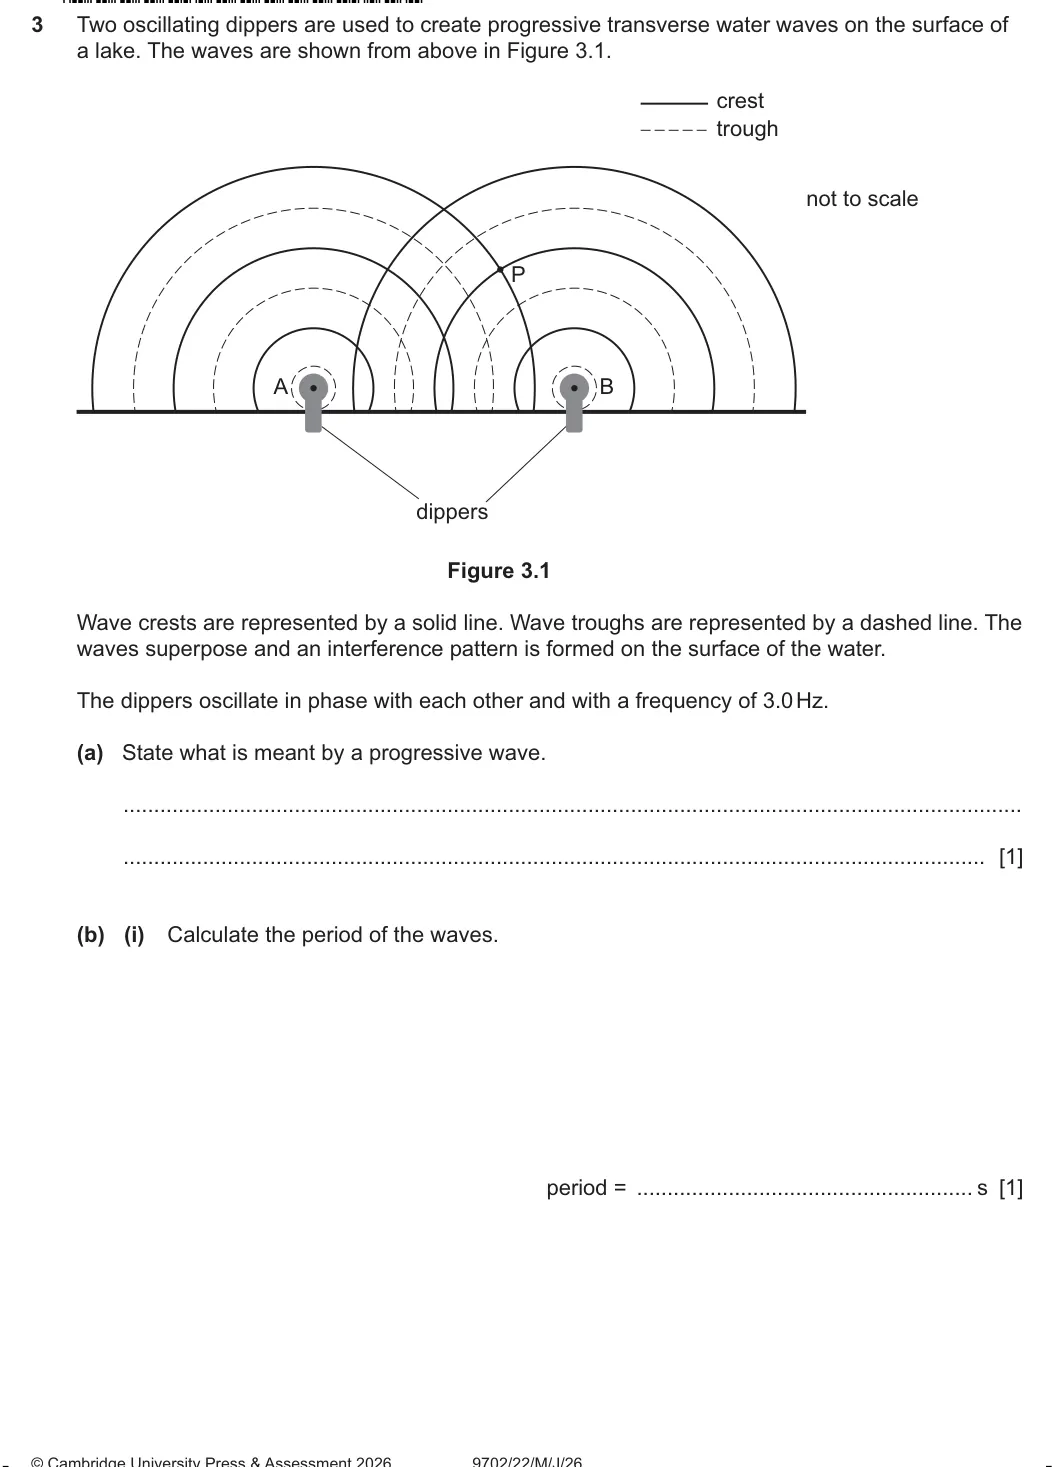 3 Two oscillating dippers are used to create progressive transverse water waves on the surface of
a lake. The waves are shown from above in Figure 3.1.
crest
trough
not to scale
P
A
B
dippers
Figure 3.1
Wave crests are represented by a solid line. Wave troughs are represented by a dashed line. The
waves superpose and an interference pattern is formed on the surface of the water.
The dippers oscillate in phase with each other and with a frequency of 3.0 Hz.
(a) State what is meant by a progressive wave.
[1]
(b) (i) Calculate the period of the waves.
period = ........................................................ s [1]
© Cambridge University Press & Assessment 2026 9702/22/M/J/26